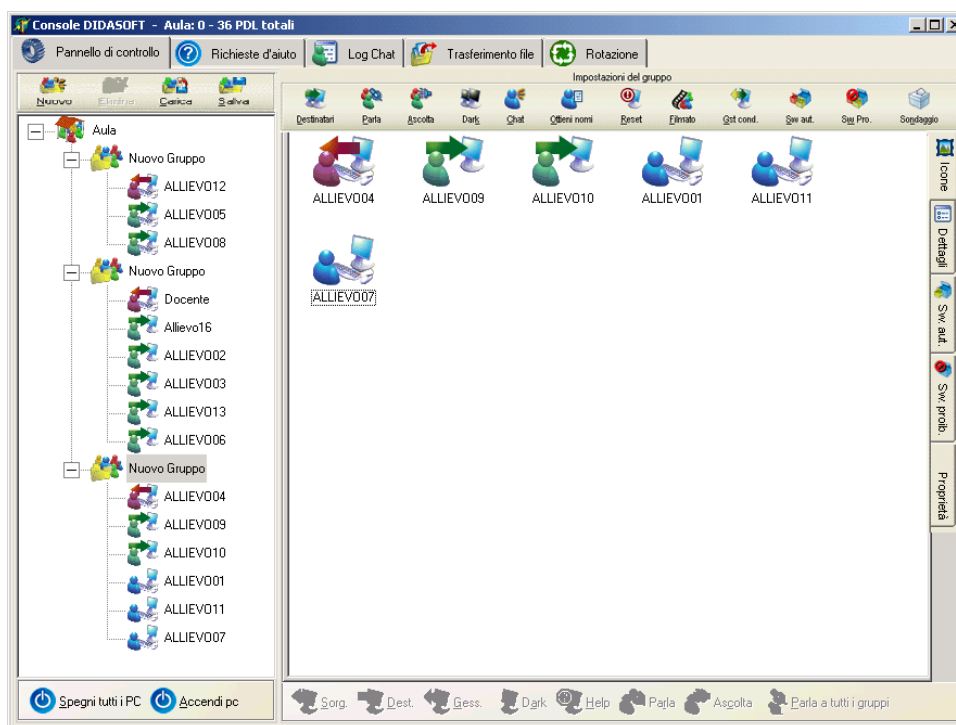 Console DIDASOFT - Aula: 0 - 36 PDL totali
Pannello di controllo
Richieste d'aiuto
Log Chat
Trasferimento file
Rotazione
Nuovo
Elimina
Carica
Salva
Impostazioni del gruppo
Destinatari
Parla
Ascolta
Dark
Chat
Ottieni nomi
Reset
Filmato
Gst cond.
Sw aut.
Sw Pro.
Sondaggio
Aula
Nuovo Gruppo
ALLIEVO12
ALLIEVO05
ALLIEVO08
Nuovo Gruppo
Docente
Allievo16
ALLIEVO02
ALLIEVO03
ALLIEVO13
ALLIEVO06
Nuovo Gruppo
ALLIEVO04
ALLIEVO09
ALLIEVO10
ALLIEVO01
ALLIEVO11
ALLIEVO07
ALLIEVO04
ALLIEVO09
ALLIEVO10
ALLIEVO01
ALLIEVO11
ALLIEVO07
Icone
Dettagli
Sw. aut.
Sw. proib.
Proprietà
Spegni tutti i PC
Accendi pc
Sorg.
Dest.
Gess.
Dark
Help
Parla
Ascolta
Parla a tutti i gruppi